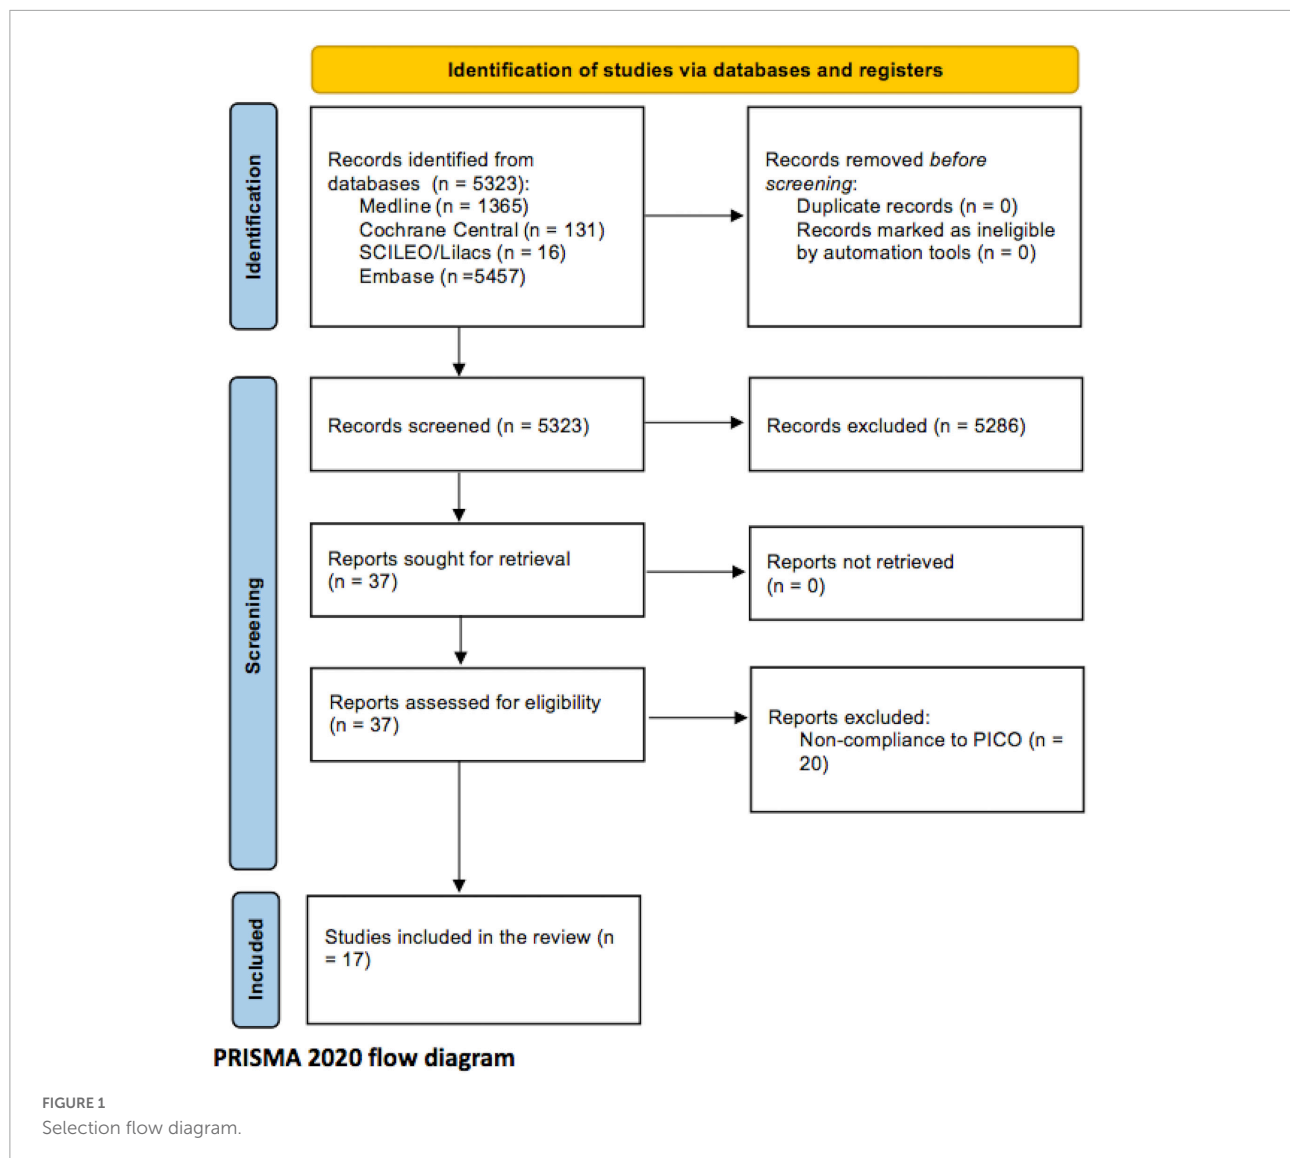 Identification of studies via databases and registers
Identification
Records identified from
databases (n = 5323):
Medline (n = 1365)
Cochrane Central (n = 131)
SCILEO/Lilacs (n = 16)
Embase (n =5457)
Records removed before
screening:
Duplicate records (n = 0)
Records marked as ineligible
by automation tools (n = 0)
Screening
Records screened (n = 5323)
Records excluded (n = 5286)
Reports sought for retrieval
(n = 37)
Reports not retrieved
(n = 0)
Reports assessed for eligibility
(n = 37)
Reports excluded:
Non-compliance to PICO (n =
20)
Included
Studies included in the review (n
= 17)
PRISMA 2020 flow diagram
FIGURE 1
Selection flow diagram.